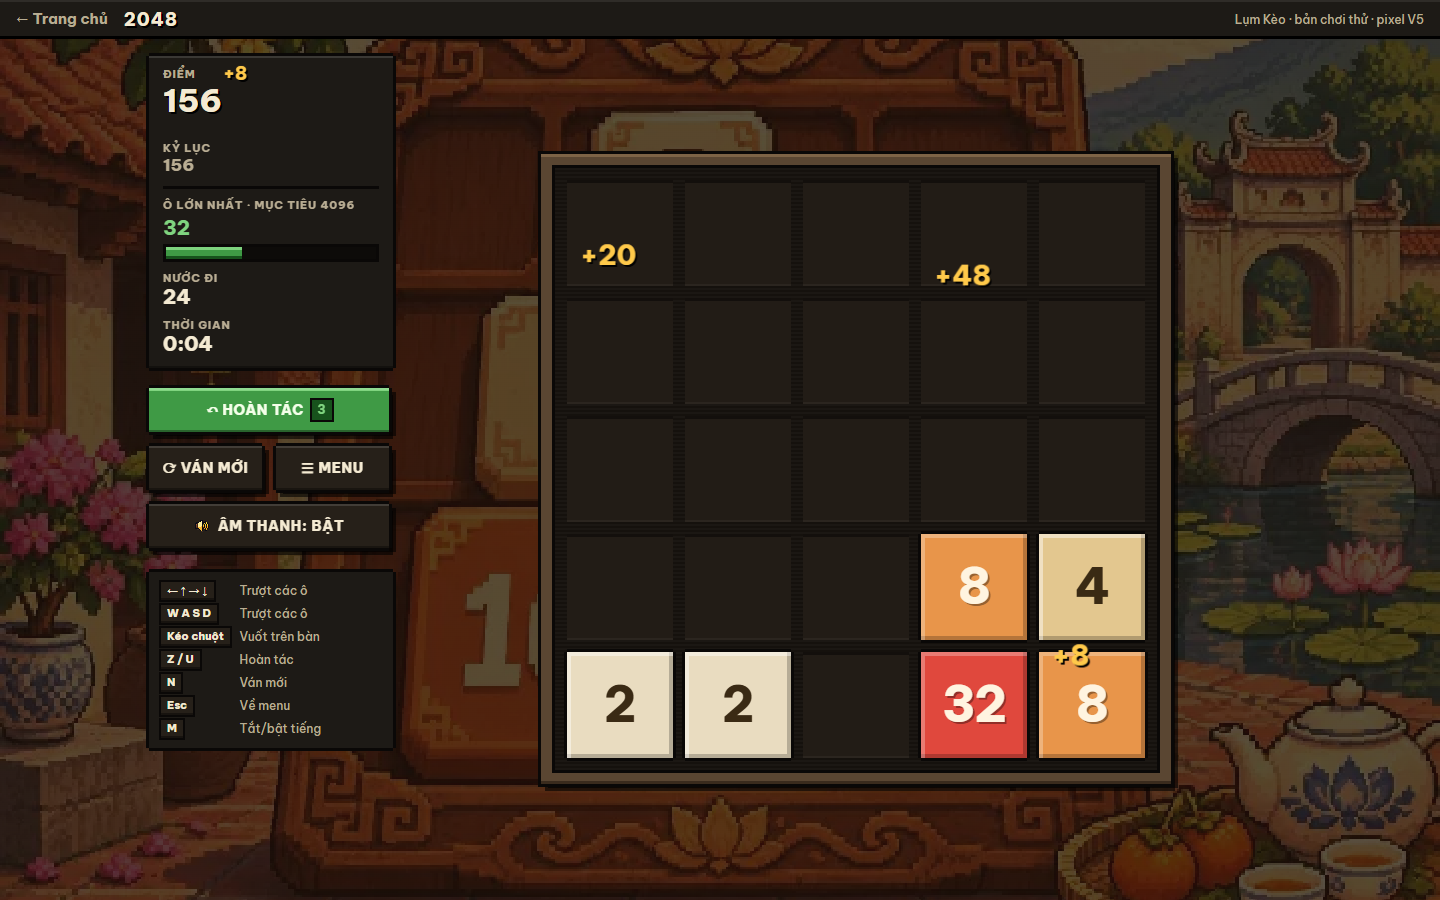 ← Trang chủ 2048
Lụm Kèo · bản chơi thử · pixel V5
ĐIỂM +8
156
KỶ LỤC
156
Ô LỚN NHẤT · MỤC TIÊU 4096
32
NƯỚC ĐI
24
THỜI GIAN
0:04
↶ HOÀN TÁC 3
⟳ VÁN MỚI
☰ MENU
🔊 ÂM THANH: BẬT
←↑→↓ Trượt các ô
W A S D Trượt các ô
Kéo chuột Vuốt trên bàn
Z / U Hoàn tác
N Ván mới
Esc Về menu
M Tắt/bật tiếng
+20
+48
8 4
+8
2 2 32 8